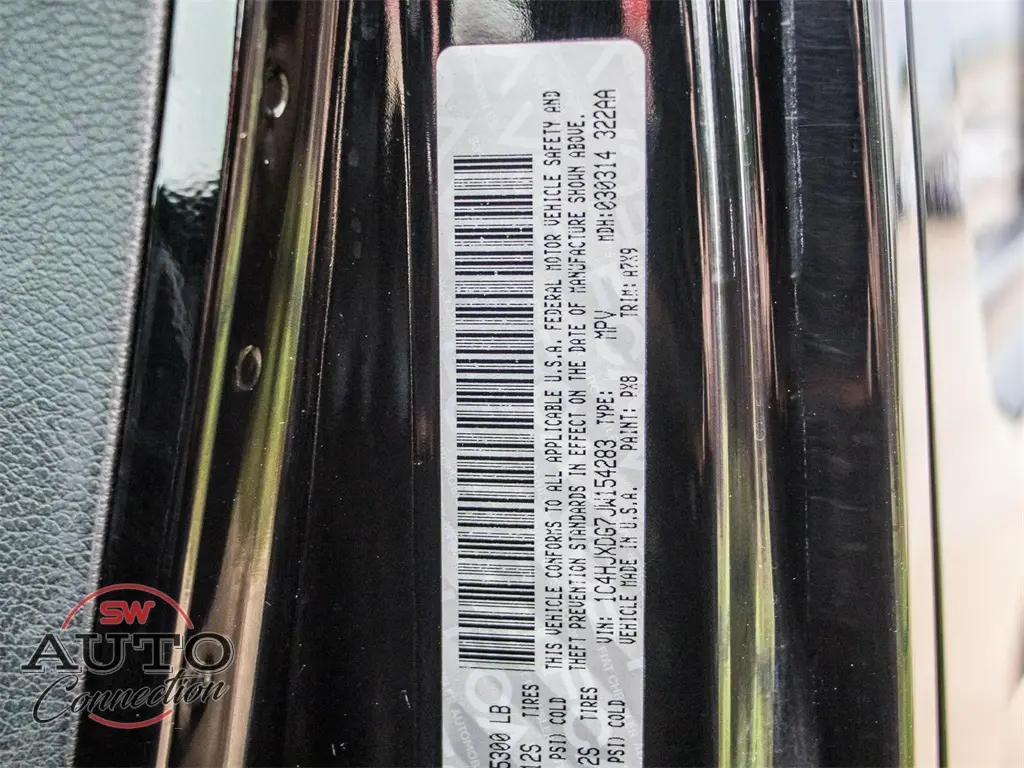 5300 LB
12S TIRES
PSI) COLD
2S TIRES
PSI) COLD
THIS VEHICLE CONFORMS TO ALL APPLICABLE U.S.A. FEDERAL MOTOR VEHICLE SAFETY AND
THEFT PREVENTION STANDARDS IN EFFECT ON THE DATE OF MANUFACTURE SHOWN ABOVE.
VIN: 1C4HJXDG7JW154283 TYPE: MPV MDH:030314 322AA
VEHICLE MADE IN U.S.A. PAINT: PX8 TRIM: A7X9
SW
AUTO
Connection